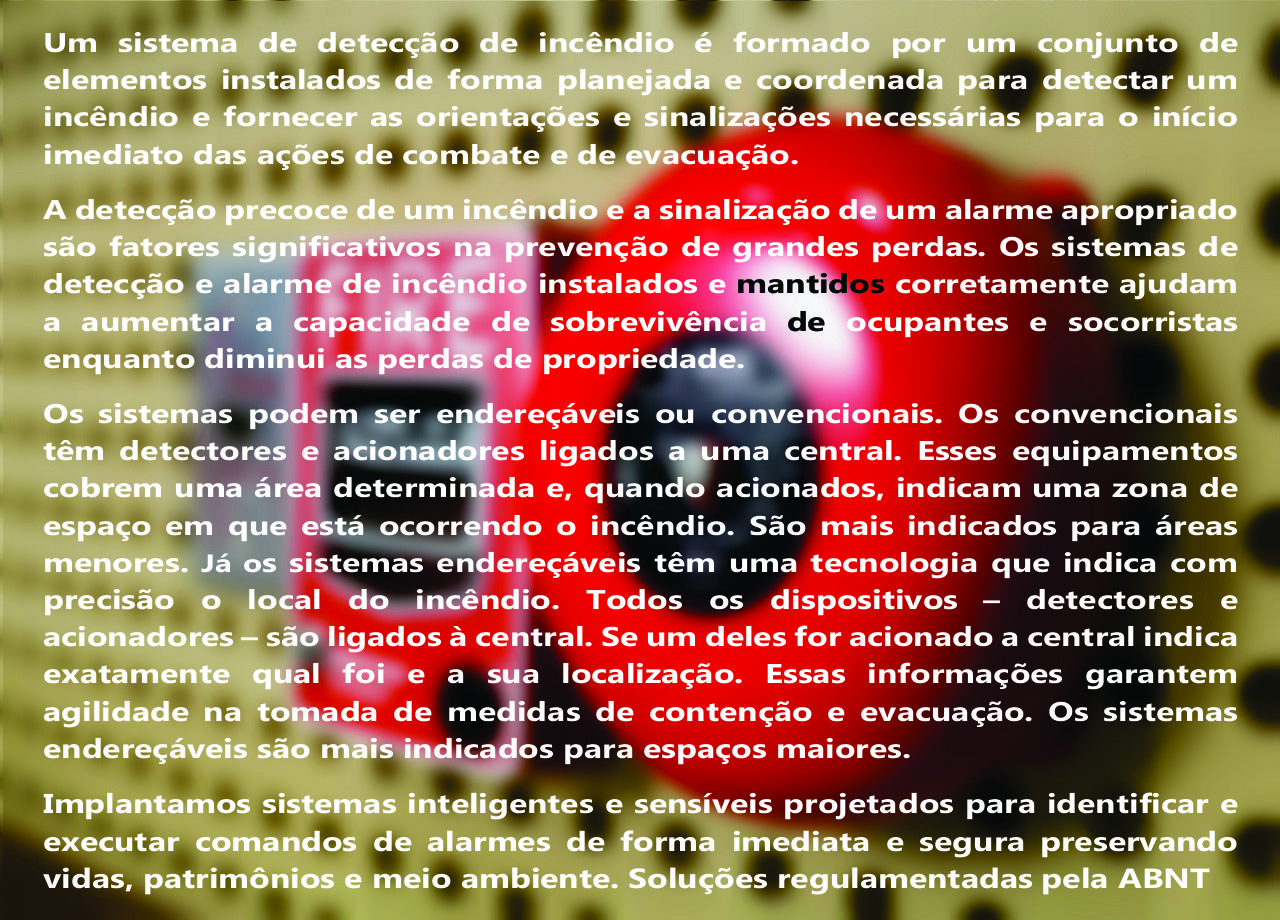 Um sistema de detecção de incêndio é formado por um conjunto de
elementos instalados de forma planejada e coordenada para detectar um
incêndio e fornecer as orientações e sinalizações necessárias para o início
imediato das ações de combate e de evacuação.
A detecção precoce de um incêndio e a sinalização de um alarme apropriado
são fatores significativos na prevenção de grandes perdas. Os sistemas de
detecção e alarme de incêndio instalados e mantidos corretamente ajudam
a aumentar a capacidade de sobrevivência de ocupantes e socorristas
enquanto diminui as perdas de propriedade.
Os sistemas podem ser endereçáveis ou convencionais. Os convencionais
têm detectores e acionadores ligados a uma central. Esses equipamentos
cobrem uma área determinada e, quando acionados, indicam uma zona de
espaço em que está ocorrendo o incêndio. São mais indicados para áreas
menores. Já os sistemas endereçáveis têm uma tecnologia que indica com
precisão o local do incêndio. Todos os dispositivos – detectores e
acionadores – são ligados à central. Se um deles for acionado a central indica
exatamente qual foi e a sua localização. Essas informações garantem
agilidade na tomada de medidas de contenção e evacuação. Os sistemas
endereçáveis são mais indicados para espaços maiores.
Implantamos sistemas inteligentes e sensíveis projetados para identificar e
executar comandos de alarmes de forma imediata e segura preservando
vidas, patrimônios e meio ambiente. Soluções regulamentadas pela ABNT